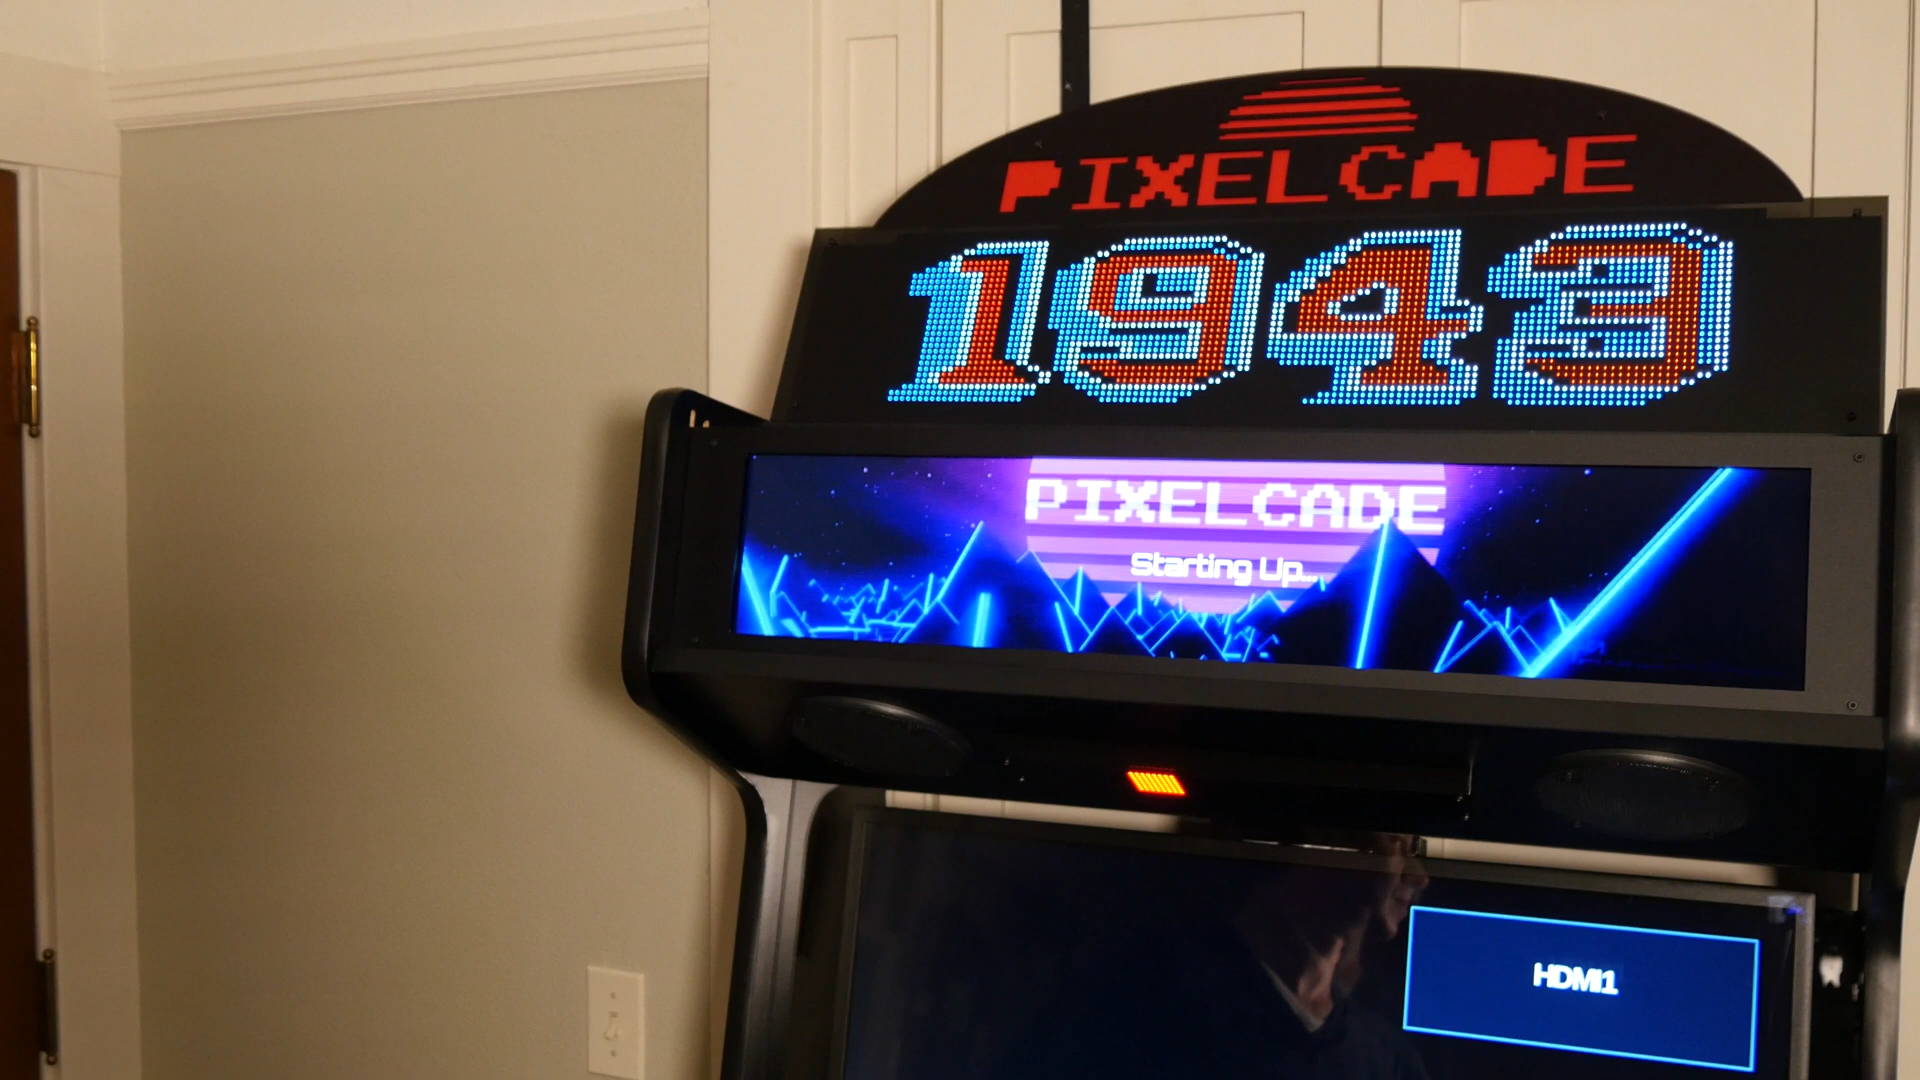 PIXELCADE
1943
PIXELCADE
Starting Up...
HDMI1